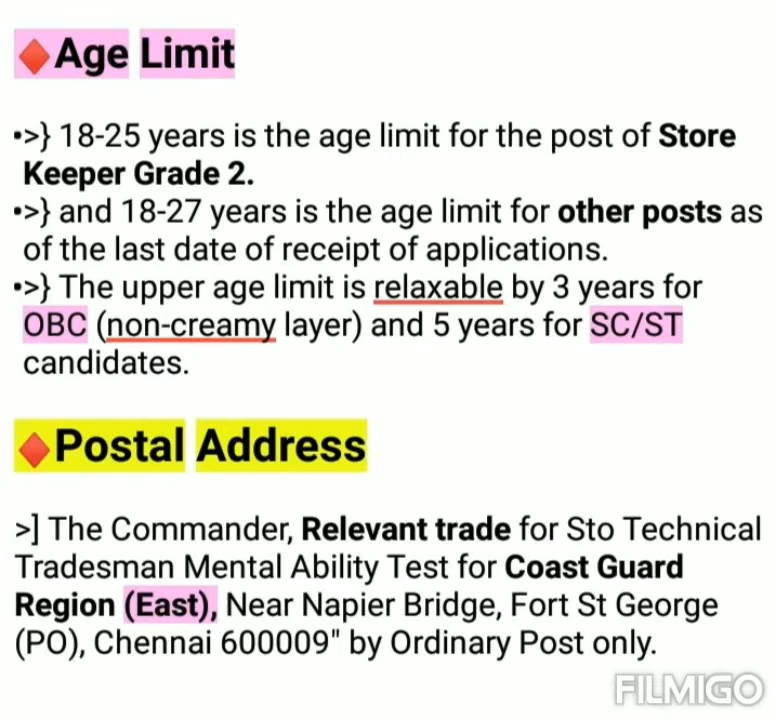 ♦Age Limit
•>} 18-25 years is the age limit for the post of Store
Keeper Grade 2.
•>} and 18-27 years is the age limit for other posts as
of the last date of receipt of applications.
•>} The upper age limit is relaxable by 3 years for
OBC (non-creamy layer) and 5 years for SC/ST
candidates.
♦Postal Address
>] The Commander, Relevant trade for Sto Technical
Tradesman Mental Ability Test for Coast Guard
Region (East), Near Napier Bridge, Fort St George
(PO), Chennai 600009" by Ordinary Post only.
FILMIGO